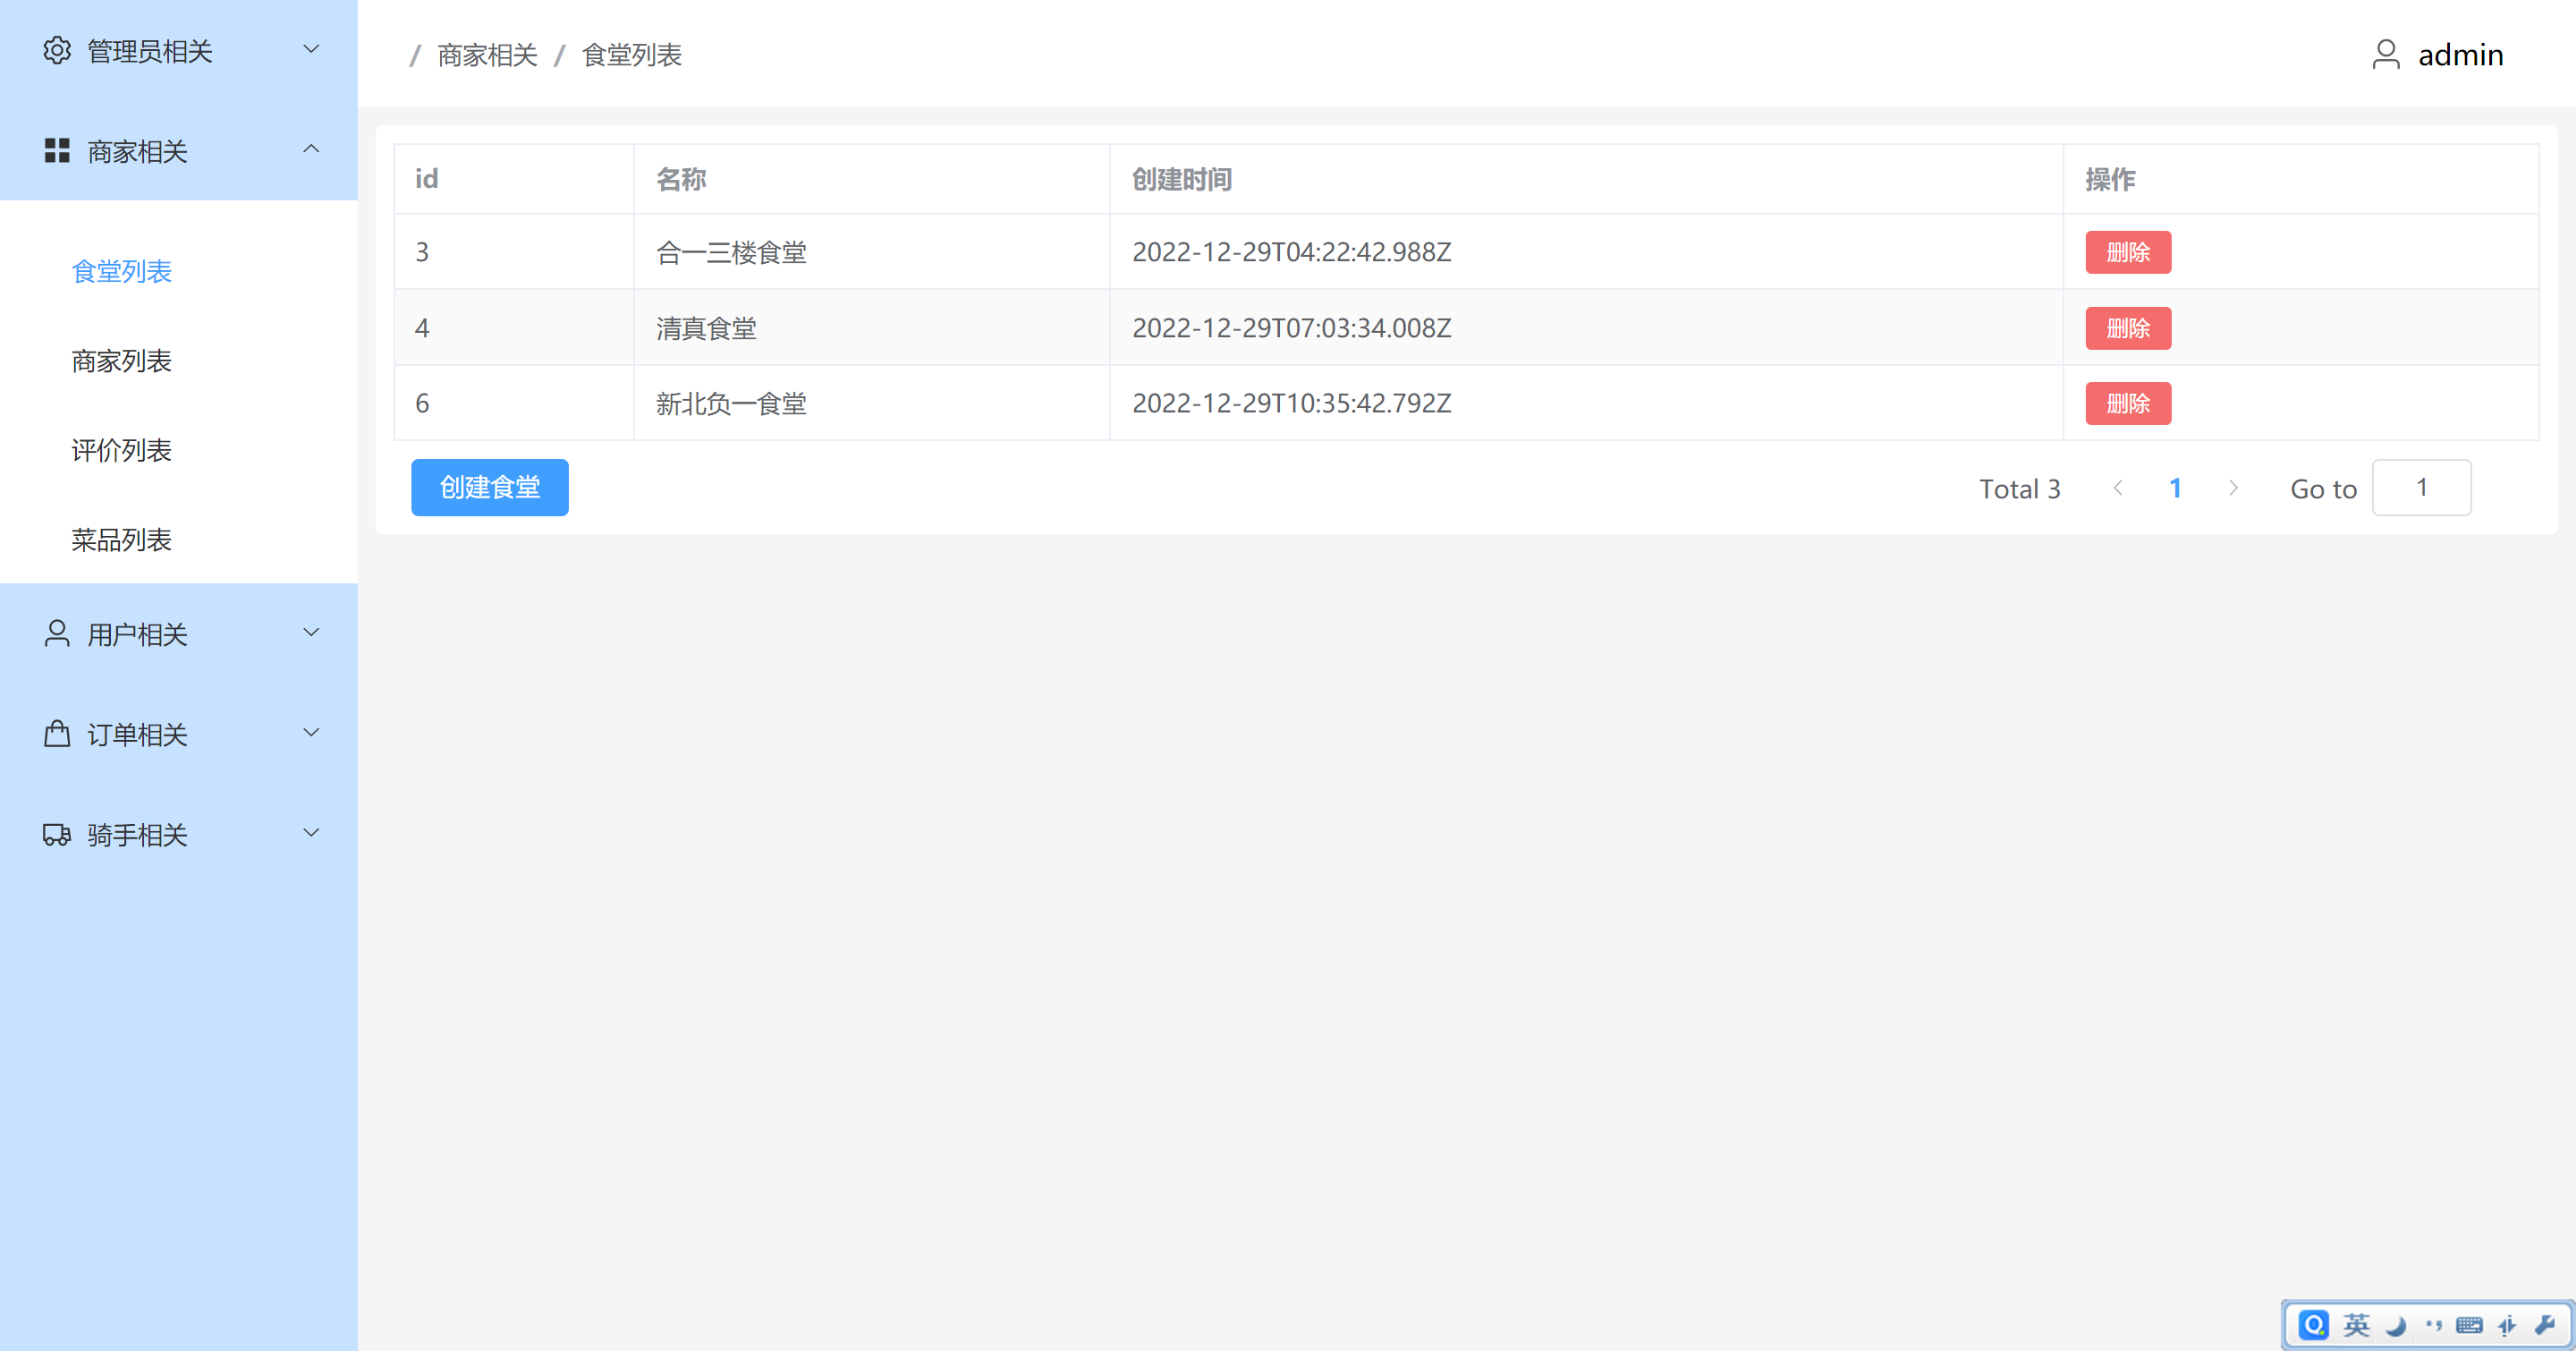 管理员相关
商家相关
食堂列表
商家列表
评价列表
菜品列表
用户相关
订单相关
骑手相关
/ 商家相关 / 食堂列表
admin
id 名称 创建时间 操作
3 合一三楼食堂 2022-12-29T04:22:42.988Z 删除
4 清真食堂 2022-12-29T07:03:34.008Z 删除
6 新北负一食堂 2022-12-29T10:35:42.792Z 删除
创建食堂 Total 3 1 Go to 1
英